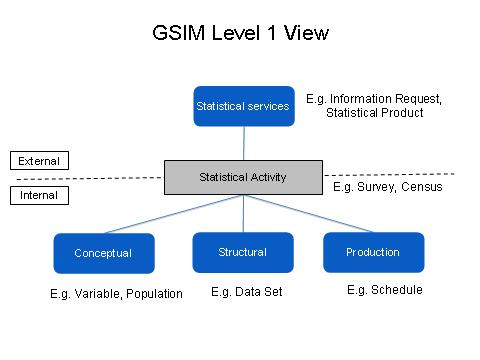 GSIM Level 1 View
Statistical services
E.g. Information Request,
Statistical Product
External
Statistical Activity
Internal
E.g. Survey, Census
Conceptual
Structural
Production
E.g. Variable, Population
E.g. Data Set
E.g. Schedule